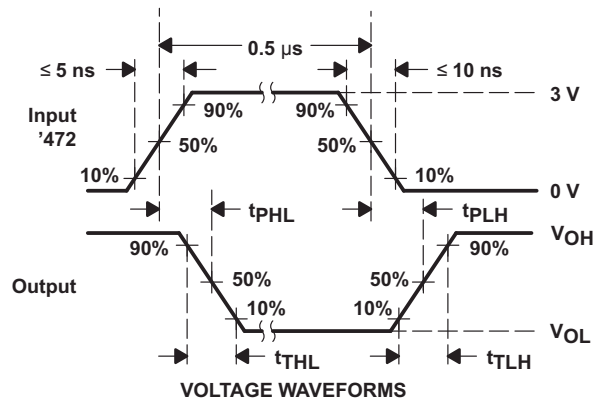 0.5 µs
≤ 5 ns
≤ 10 ns
Input
'472
3 V
90%
90%
50%
50%
10%
10%
0 V
tPHL
tPLH
Output
VOH
90%
90%
50%
50%
10%
10%
VOL
tTHL
tTLH
VOLTAGE WAVEFORMS